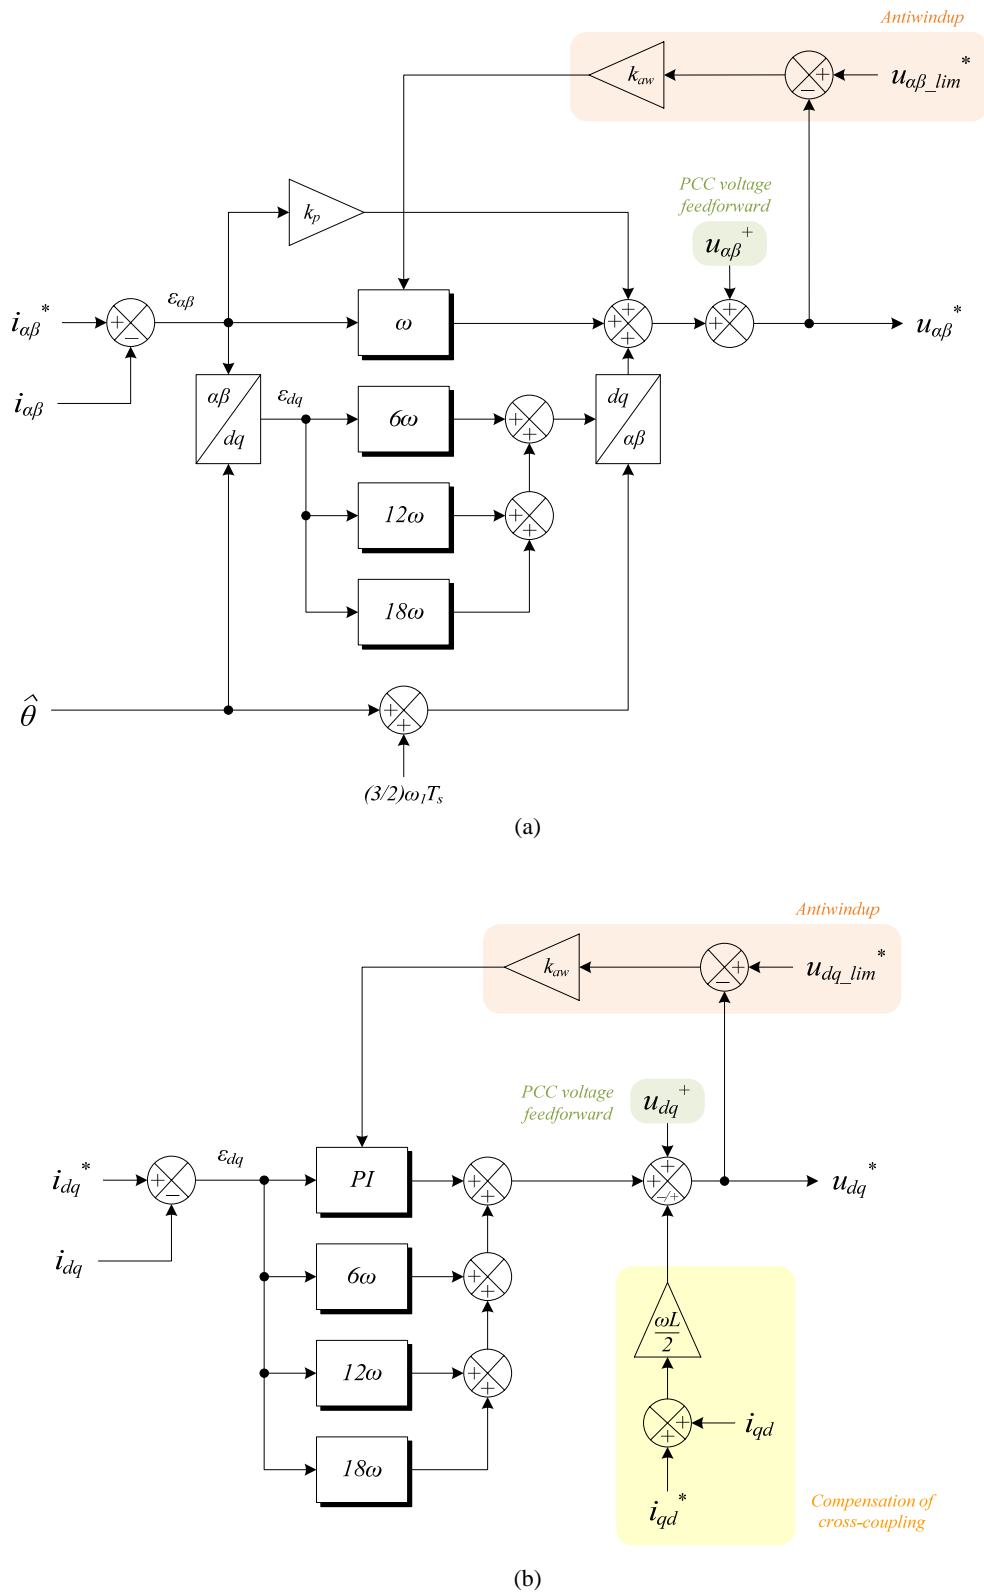 Antiwindup
k_aw
+
−
u_αβ_lim*
k_p
PCC voltage
feedforward
u_αβ^+
i_αβ*
+
−
ε_αβ
ω
+
+
+
+
+
u_αβ*
i_αβ
αβ
dq
ε_dq
6ω
+
+
dq
αβ
12ω
+
+
18ω
θ̂
+
+
(3/2)ω_1T_s
(a)
Antiwindup
k_aw
+
−
u_dq_lim*
PCC voltage
feedforward
u_dq^+
i_dq*
+
−
ε_dq
PI
+
+
+
+
−/+
u_dq*
i_dq
6ω
+
+
ωL
2
12ω
+
+
+
+
i_qd
18ω
i_qd*
Compensation of
cross-coupling
(b)